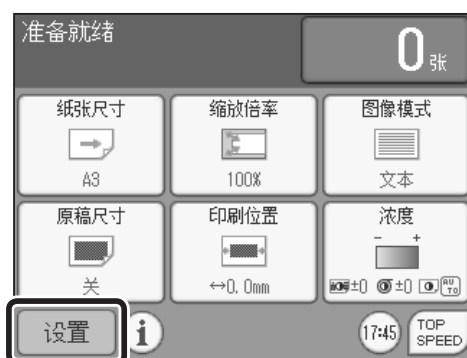 准备就绪
0张
纸张尺寸 缩放倍率 图像模式
A3 100% 文本
原稿尺寸 印刷位置 浓度
- +
关 ↔0.0mm ±0 ±0 AUTO
设置 i 17:45 TOP SPEED